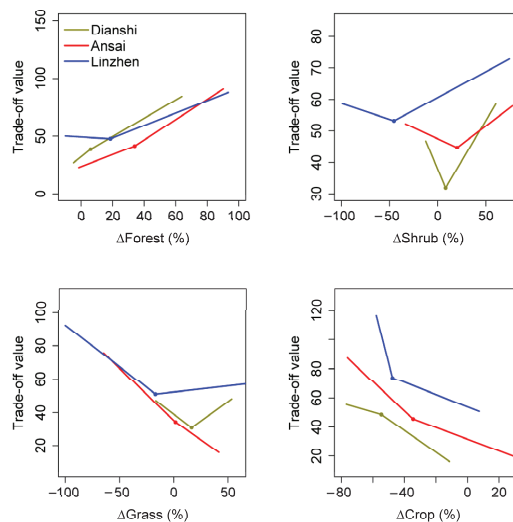 Dianshi
Ansai
Linzhen
Trade-off value
0 50 100 150
0 20 40 60 80 100
ΔForest (%)
Trade-off value
30 40 50 60 70 80
−100 −50 0 50
ΔShrub (%)
Trade-off value
20 40 60 80 100
−100 −50 0 50
ΔGrass (%)
Trade-off value
20 40 60 80 120
−80 −40 0 20
ΔCrop (%)